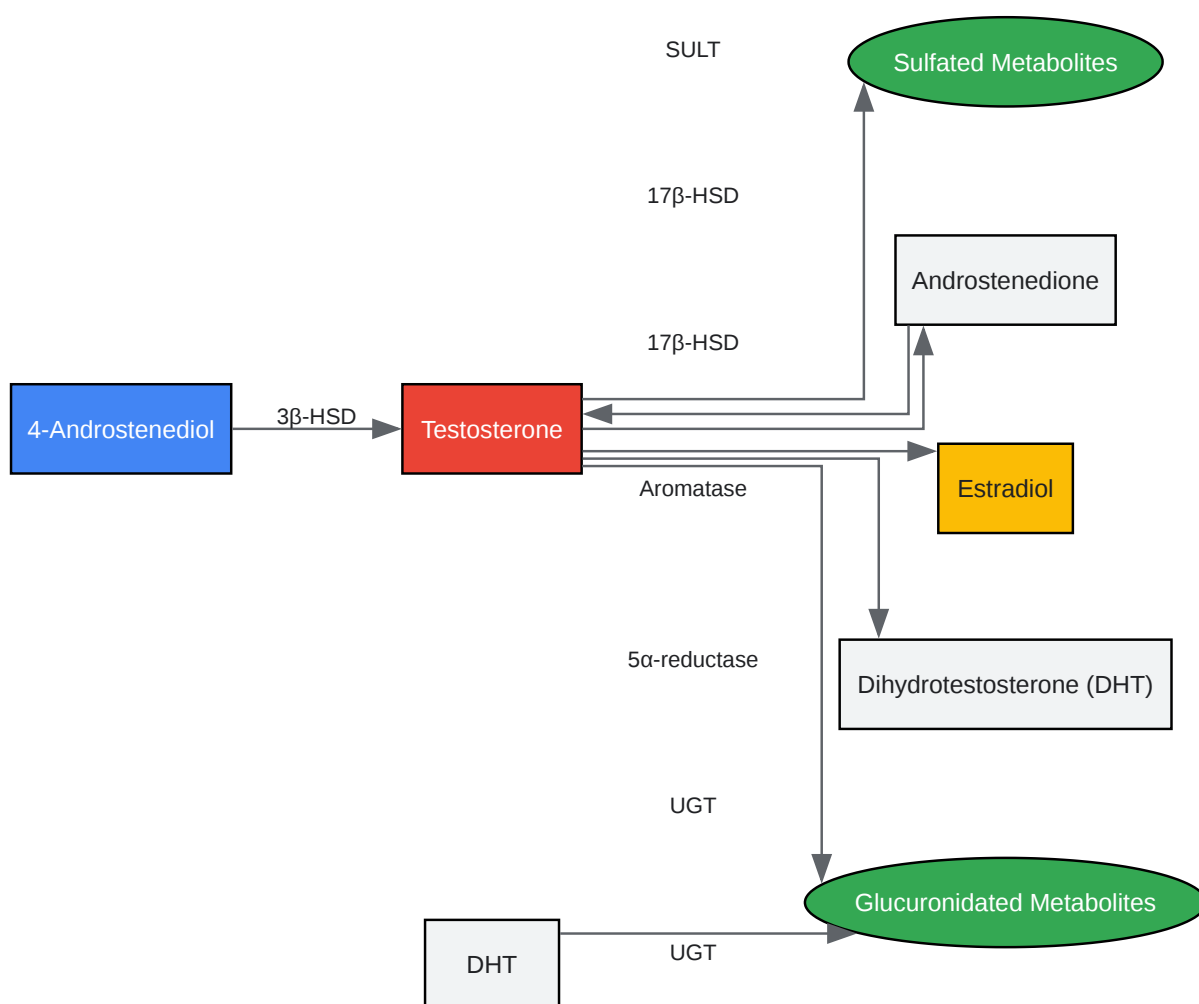 SULT
Sulfated Metabolites
17β-HSD
Androstenedione
17β-HSD
4-Androstenediol
3β-HSD
Testosterone
Aromatase
Estradiol
5α-reductase
Dihydrotestosterone (DHT)
UGT
Glucuronidated Metabolites
DHT
UGT